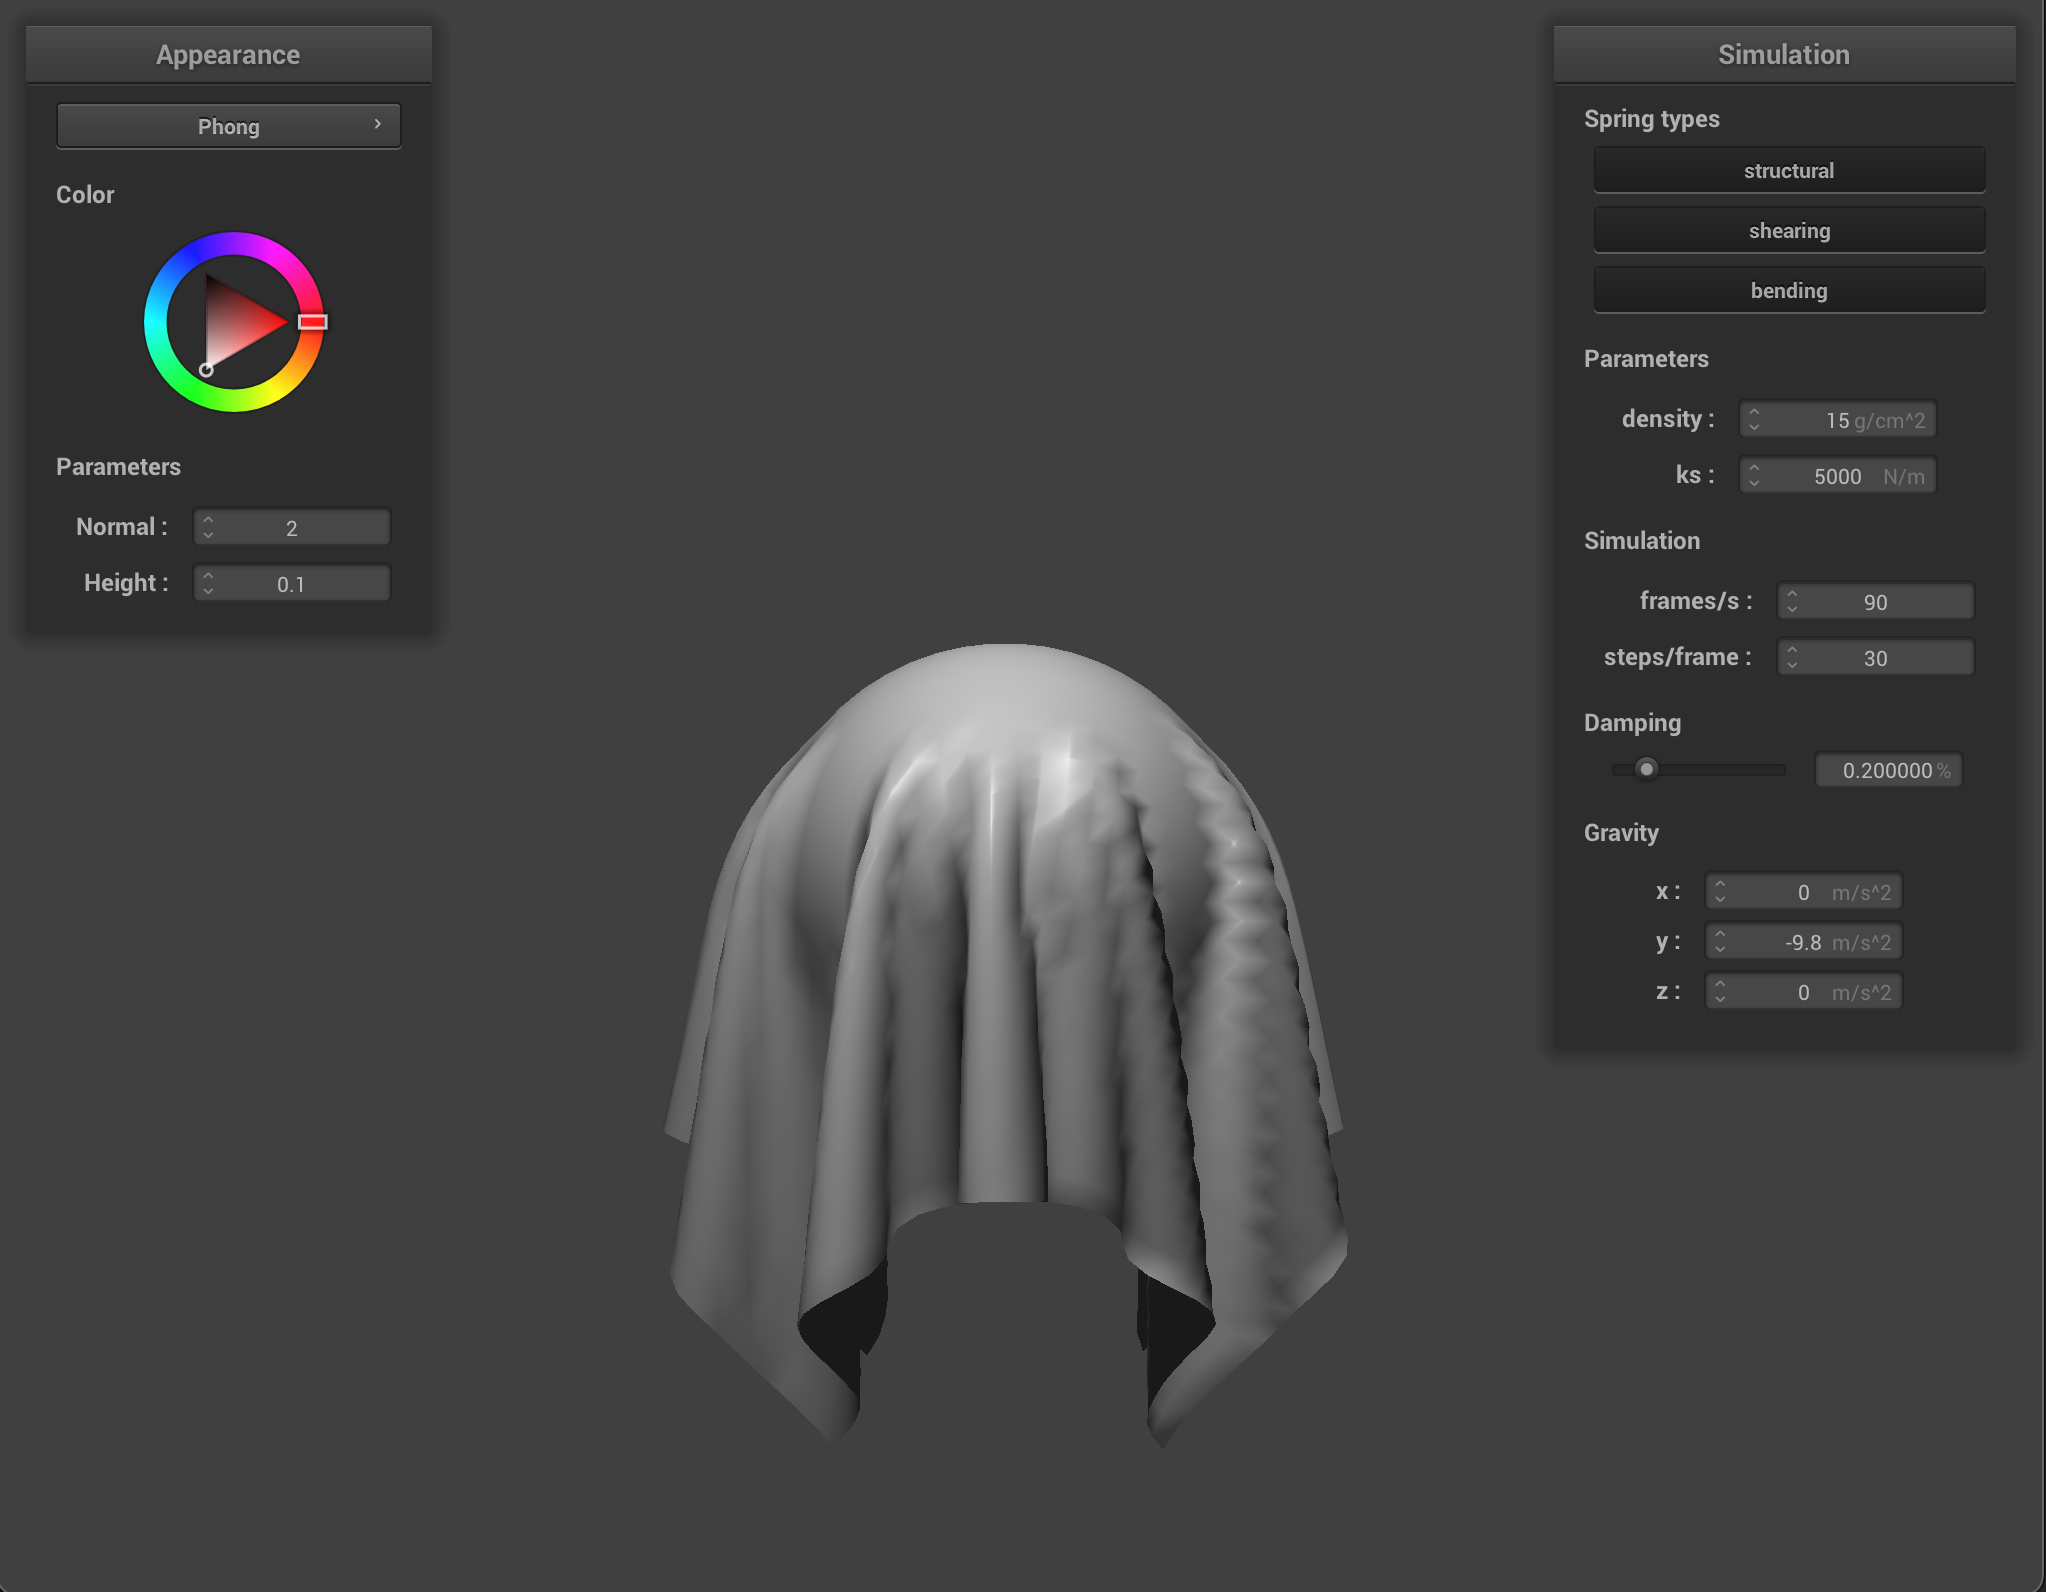 Appearance
Phong
Color
Parameters
Normal : 2
Height : 0.1
Simulation
Spring types
structural
shearing
bending
Parameters
density : 15 g/cm^2
ks : 5000 N/m
Simulation
frames/s : 90
steps/frame : 30
Damping
0.200000 %
Gravity
x : 0 m/s^2
y : -9.8 m/s^2
z : 0 m/s^2